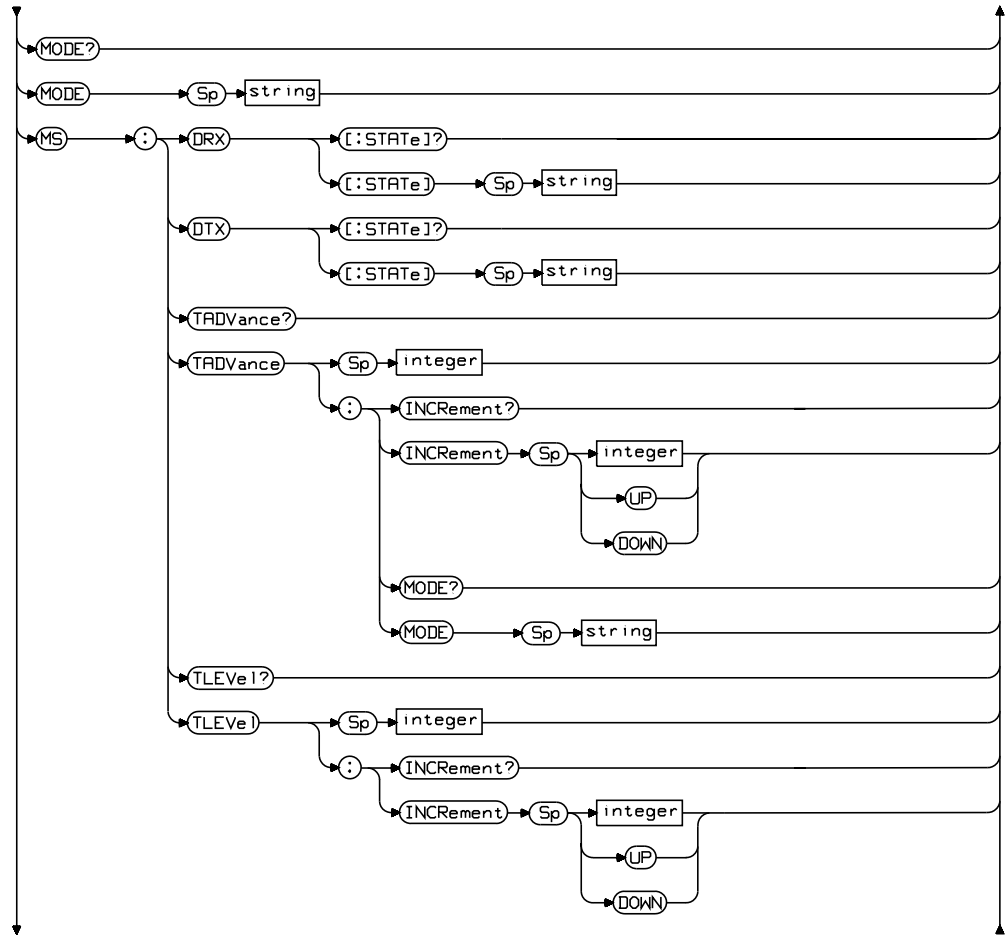 MODE?
MODE Sp string
MS : DRX [:STATe]?
[:STATe] Sp string
DTX [:STATe]?
[:STATe] Sp string
TADVance?
TADVance Sp integer
: INCRement?
INCRement Sp integer
UP
DOWN
MODE?
MODE Sp string
TLEVel?
TLEVel Sp integer
: INCRement?
INCRement Sp integer
UP
DOWN